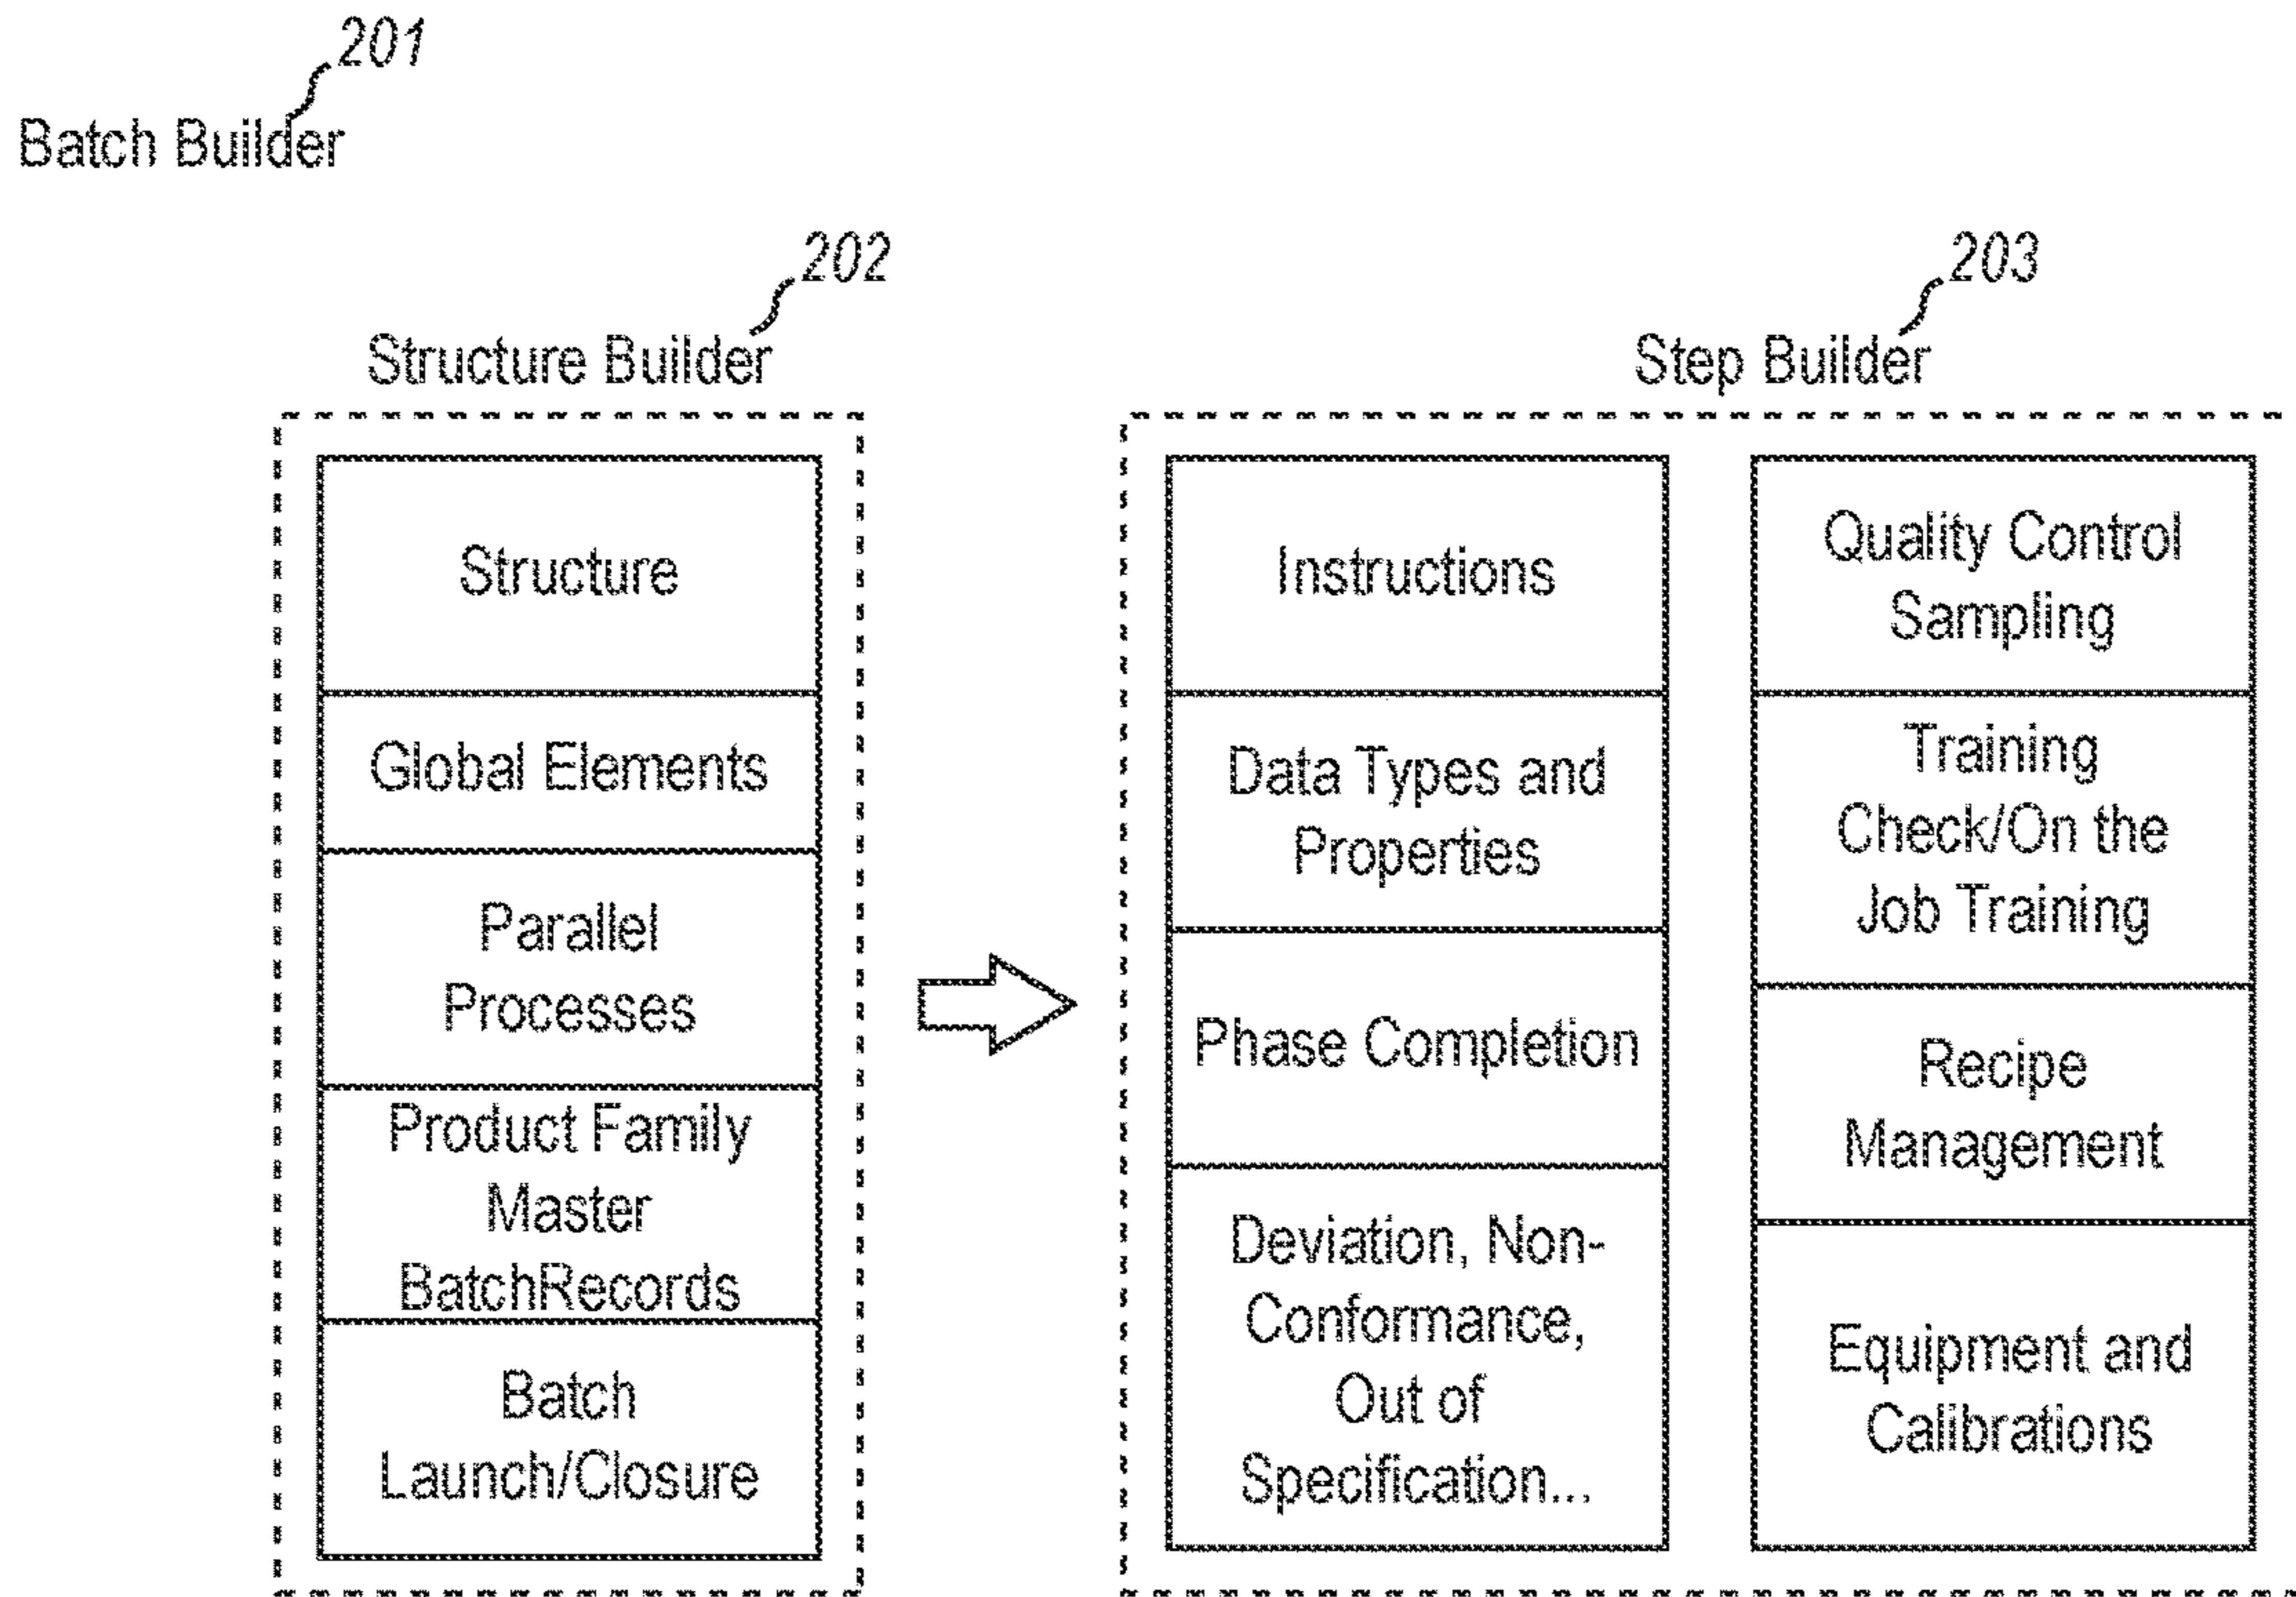 201
Batch Builder
202
Structure Builder
Structure
Global Elements
Parallel
Processes
Product Family
Master
BatchRecords
Batch
Launch/Closure
203
Step Builder
Instructions
Data Types and
Properties
Phase Completion
Deviation, Non-
Conformance,
Out of
Specification...
Quality Control
Sampling
Training
Check/On the
Job Training
Recipe
Management
Equipment and
Calibrations